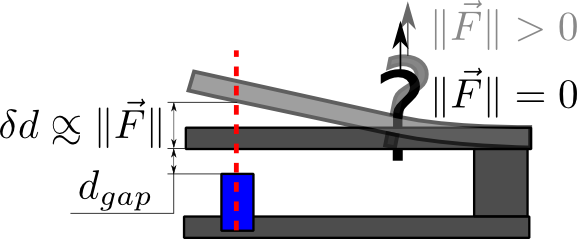 ‖F⃗‖ > 0
?
‖F⃗‖ = 0
δd ⪅ ‖F⃗‖
d_gap